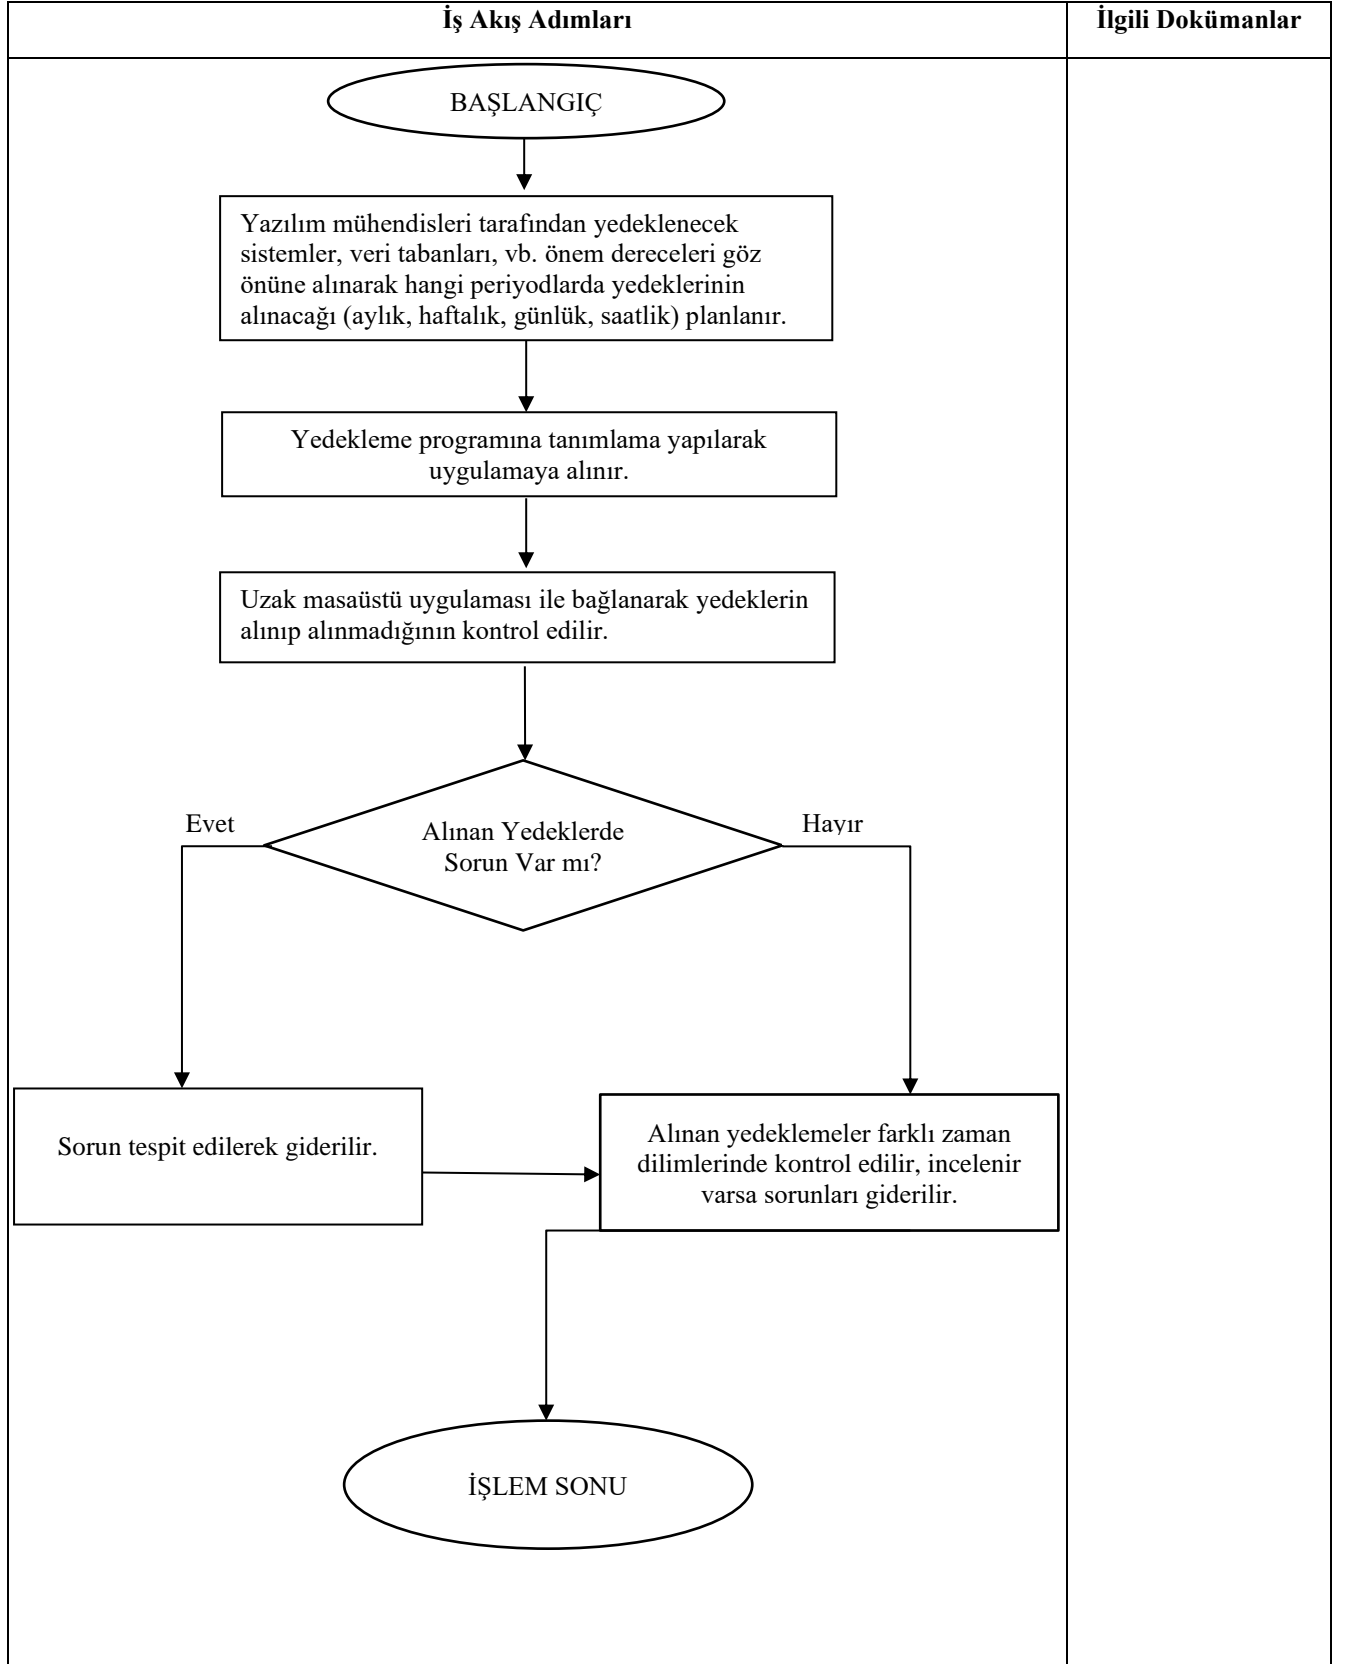 İş Akış Adımları
İlgili Dokümanlar
BAŞLANGIÇ
Yazılım mühendisleri tarafından yedeklenecek
sistemler, veri tabanları, vb. önem dereceleri göz
önüne alınarak hangi periyodlarda yedeklerinin
alınacağı (aylık, haftalık, günlük, saatlik) planlanır.
Yedekleme programına tanımlama yapılarak
uygulamaya alınır.
Uzak masaüstü uygulaması ile bağlanarak yedeklerin
alınıp alınmadığının kontrol edilir.
Evet
Alınan Yedeklerde
Sorun Var mı?
Hayır
Sorun tespit edilerek giderilir.
Alınan yedeklemeler farklı zaman
dilimlerinde kontrol edilir, incelenir
varsa sorunları giderilir.
İŞLEM SONU